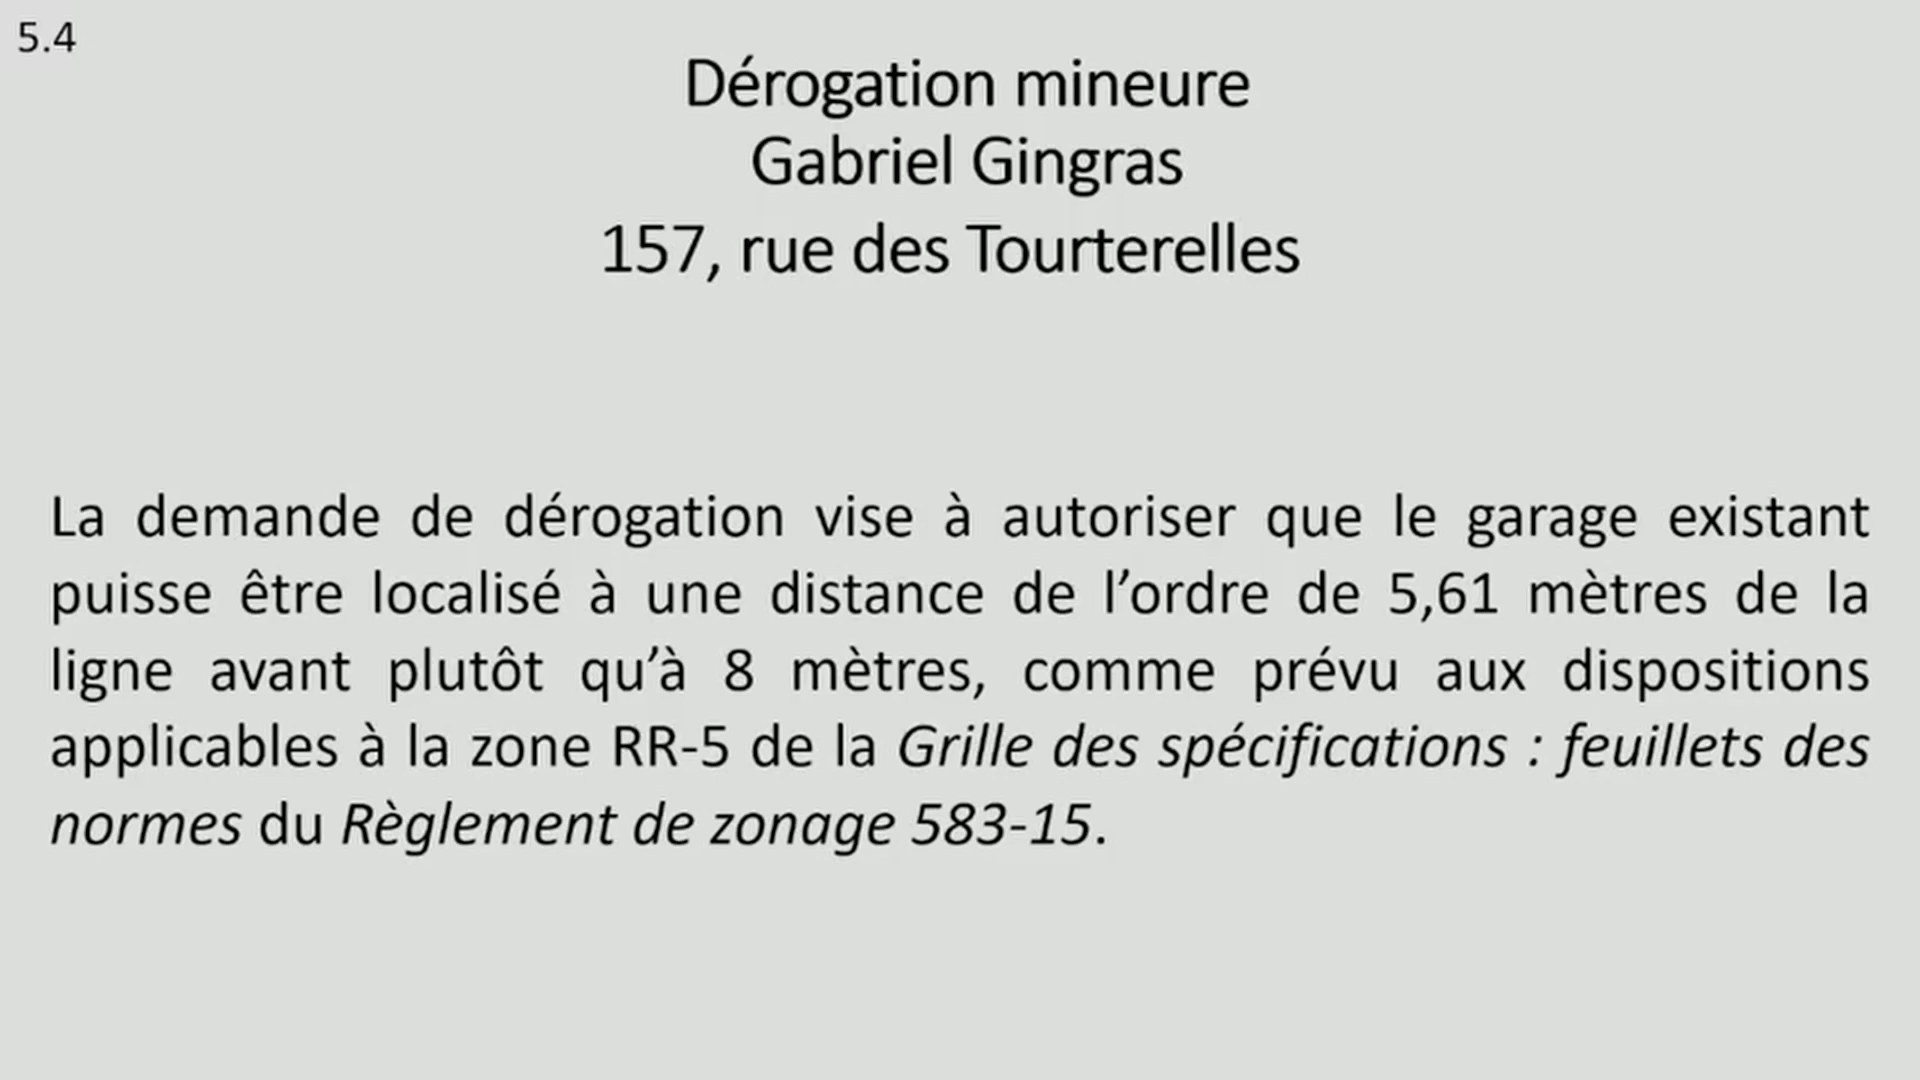 5.4
Dérogation mineure
Gabriel Gingras
157, rue des Tourterelles
La demande de dérogation vise à autoriser que le garage existant
puisse être localisé à une distance de l’ordre de 5,61 mètres de la
ligne avant plutôt qu’à 8 mètres, comme prévu aux dispositions
applicables à la zone RR-5 de la Grille des spécifications : feuillets des
normes du Règlement de zonage 583-15.